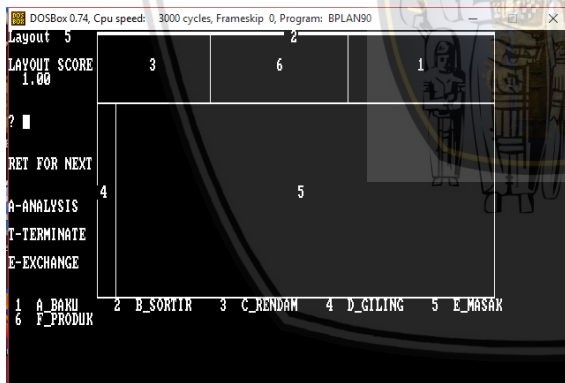 DOSBox 0.74, Cpu speed: 3000 cycles, Frameskip 0, Program: BPLAN90
Layout 5
2
LAYOUT SCORE 3 6 1
1.00
?
RET FOR NEXT
4 5
A-ANALYSIS
T-TERMINATE
E-EXCHANGE
1 A_BAKU 2 B_SORTIR 3 C_RENDAM 4 D_GILING 5 E_MASAK
6 F_PRODUK